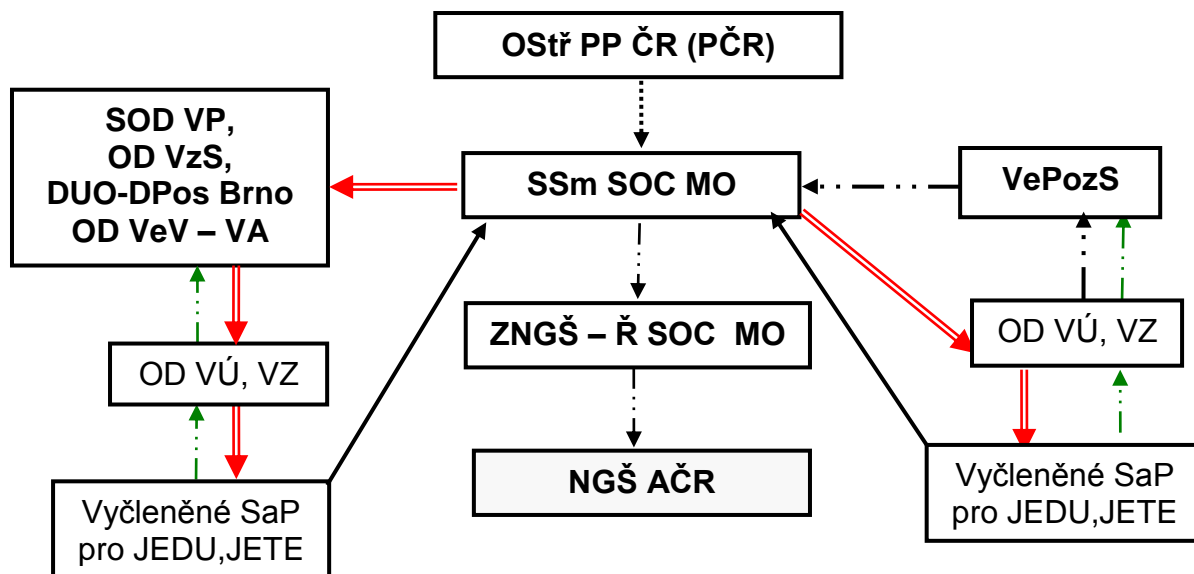 OStř PP ČR (PČR)
SOD VP,
OD VzS,
DUO-DPos Brno
OD VeV – VA
SSm SOC MO
VePozS
ZNGŠ – Ř SOC  MO
OD VÚ, VZ
OD VÚ, VZ
NGŠ AČR
Vyčleněné SaP
pro JEDU,JETE
Vyčleněné SaP
pro JEDU,JETE